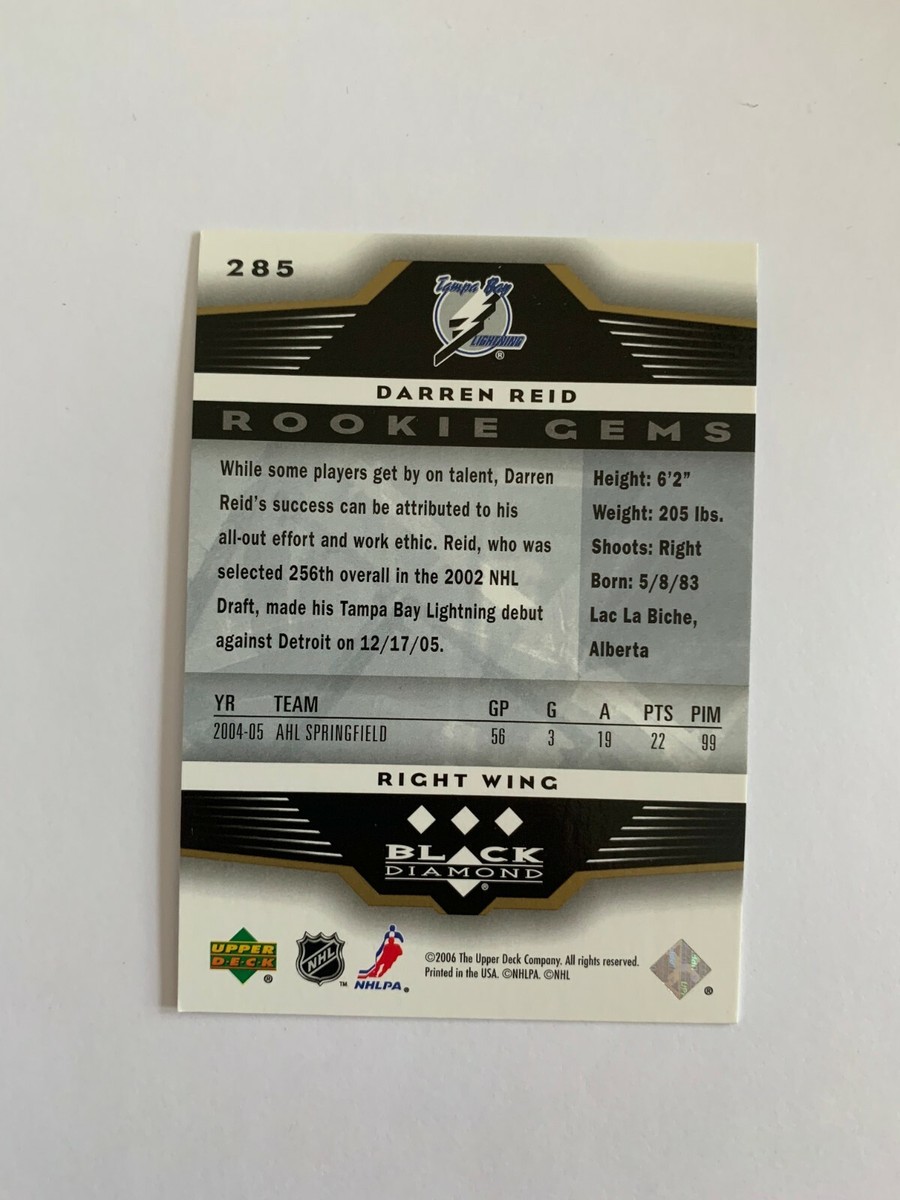 285
Tampa Bay
LIGHTNING
®
DARREN REID
ROOKIE GEMS
While some players get by on talent, Darren
Reid's success can be attributed to his
all-out effort and work ethic. Reid, who was
selected 256th overall in the 2002 NHL
Draft, made his Tampa Bay Lightning debut
against Detroit on 12/17/05.
Height: 6'2"
Weight: 205 lbs.
Shoots: Right
Born: 5/8/83
Lac La Biche,
Alberta
YR TEAM GP G A PTS PIM
2004-05 AHL SPRINGFIELD 56 3 19 22 99
RIGHT WING
BLACK
DIAMOND
®
UPPER
DECK
®
NHL
TM
NHLPA®
©2006 The Upper Deck Company. All rights reserved.
Printed in the USA. ©NHLPA. ©NHL
®